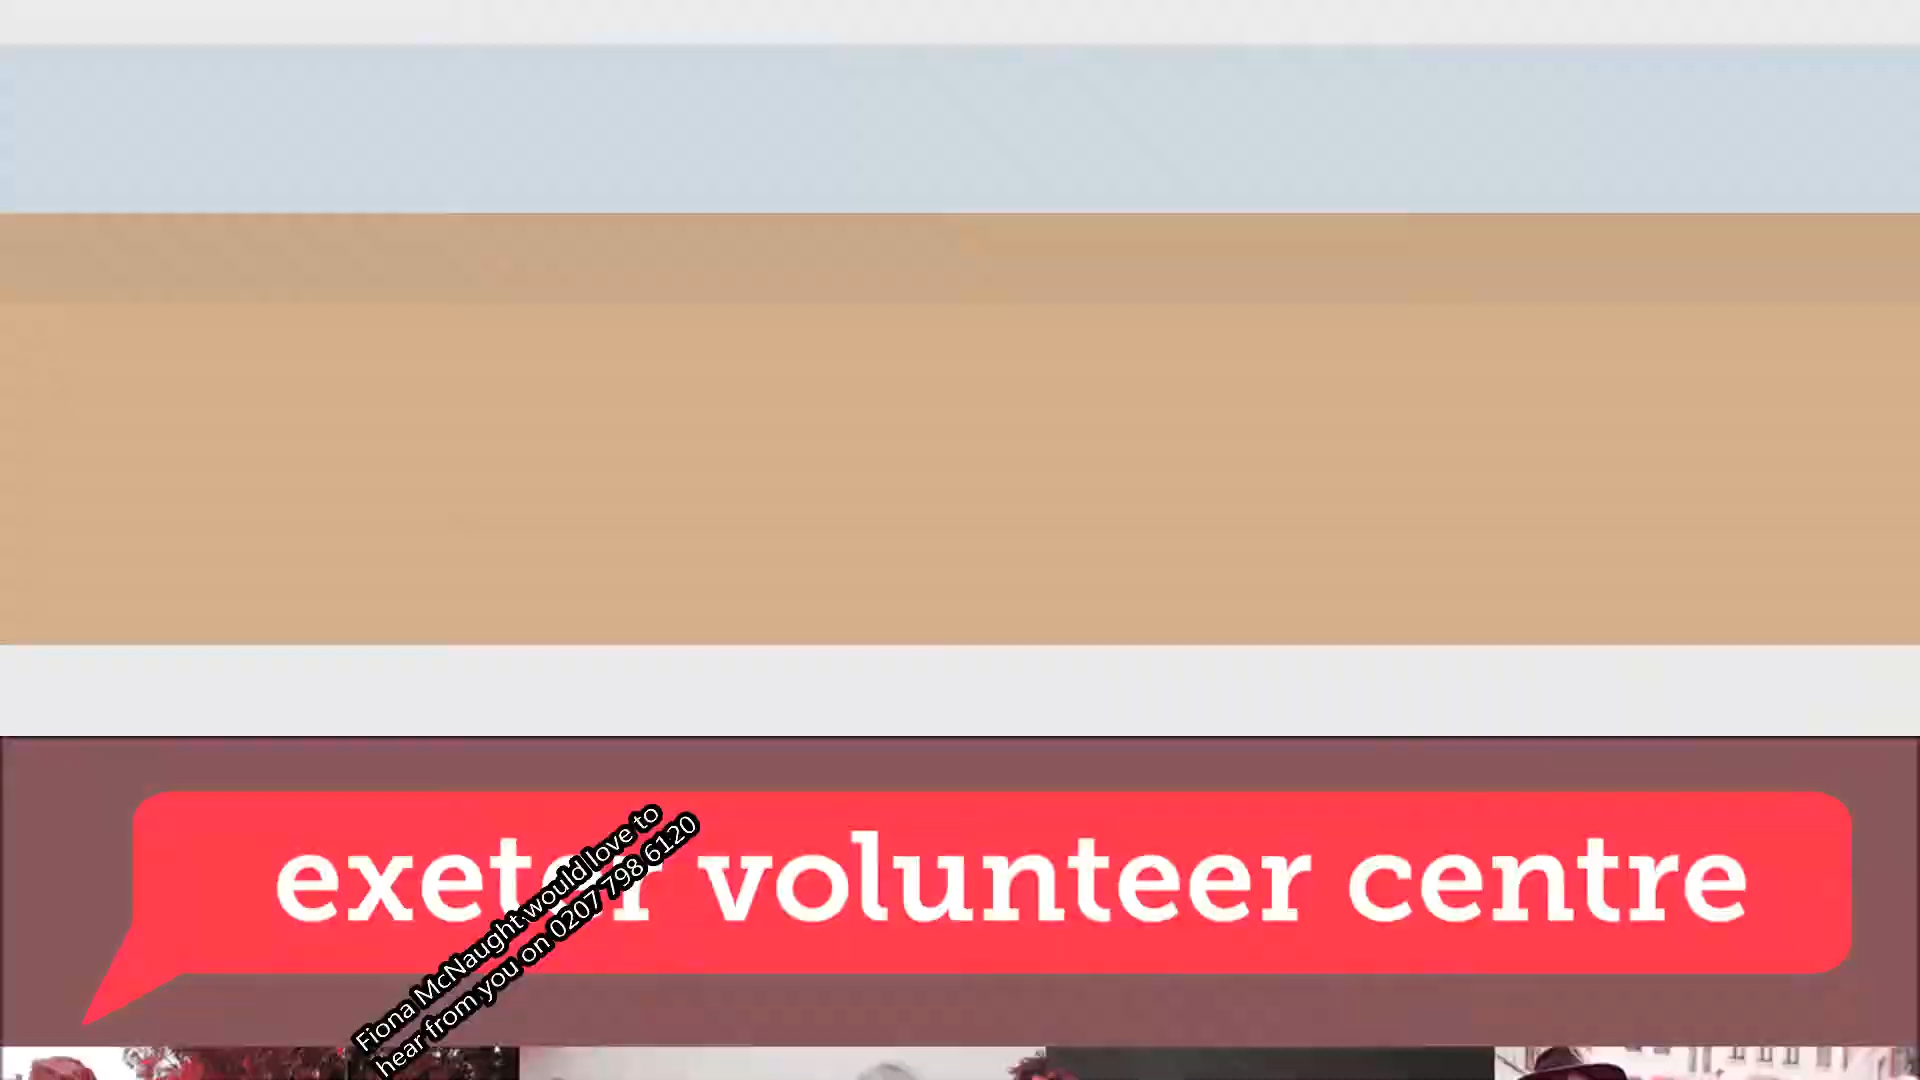 exeter volunteer centre
Fiona McNaught would love to
hear from you on 0207 798 6120